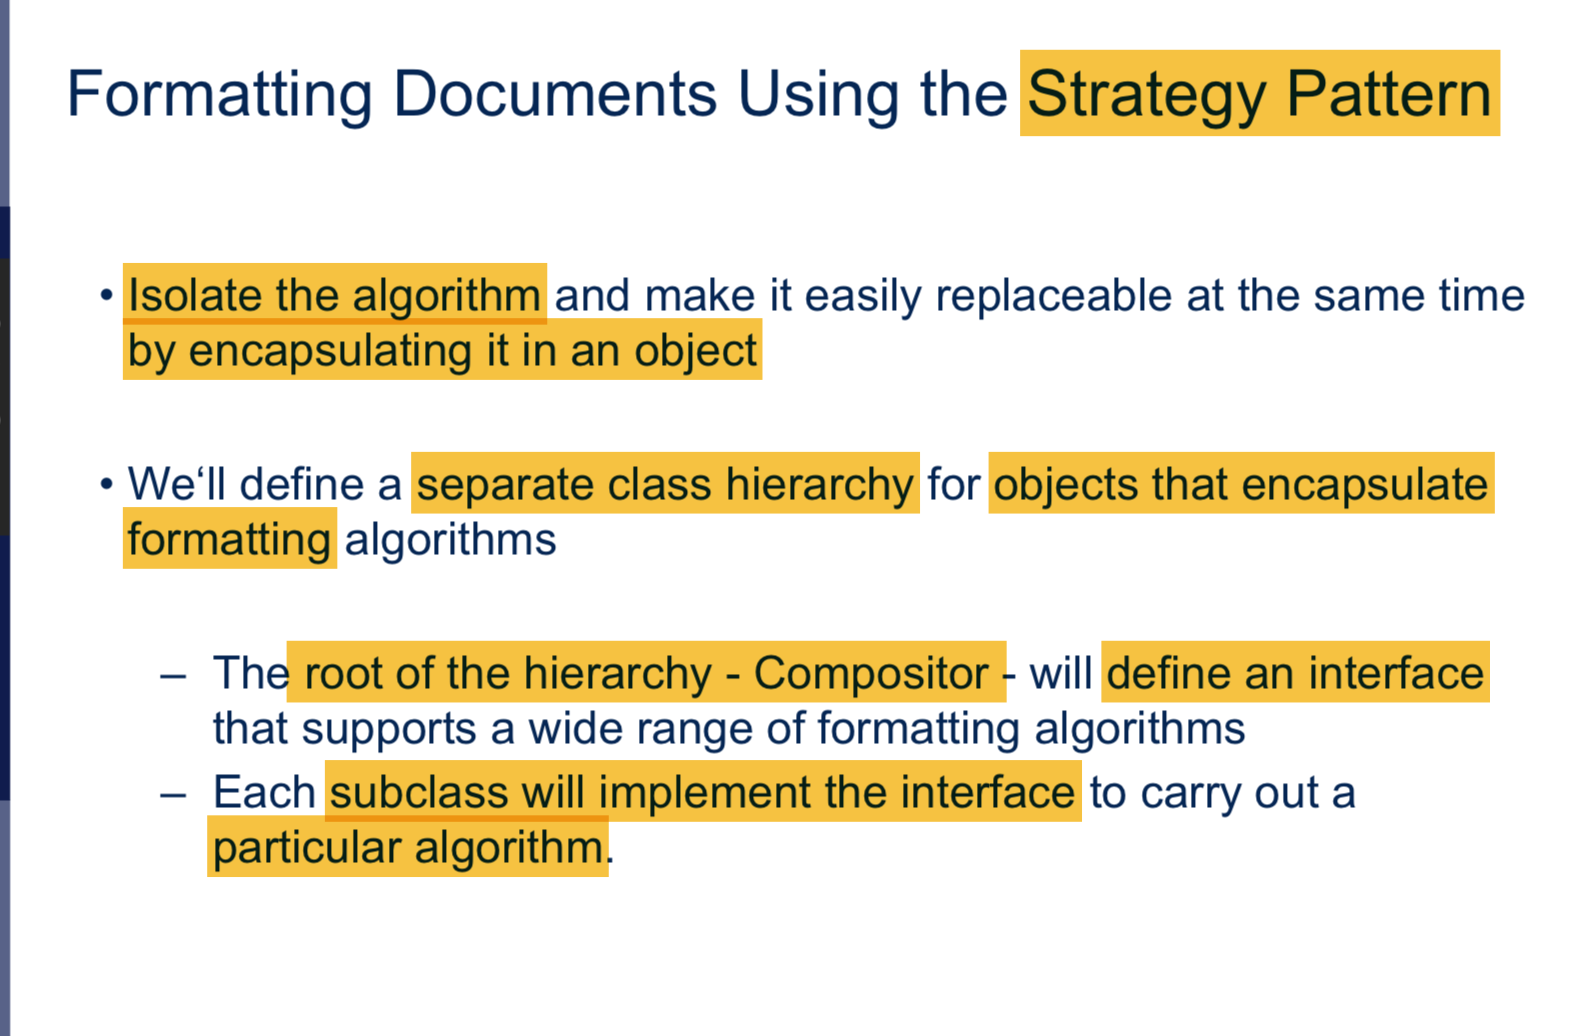 Formatting Documents Using the Strategy Pattern
• Isolate the algorithm and make it easily replaceable at the same time
by encapsulating it in an object
• We‘ll define a separate class hierarchy for objects that encapsulate
formatting algorithms
– The root of the hierarchy - Compositor - will define an interface
that supports a wide range of formatting algorithms
– Each subclass will implement the interface to carry out a
particular algorithm.